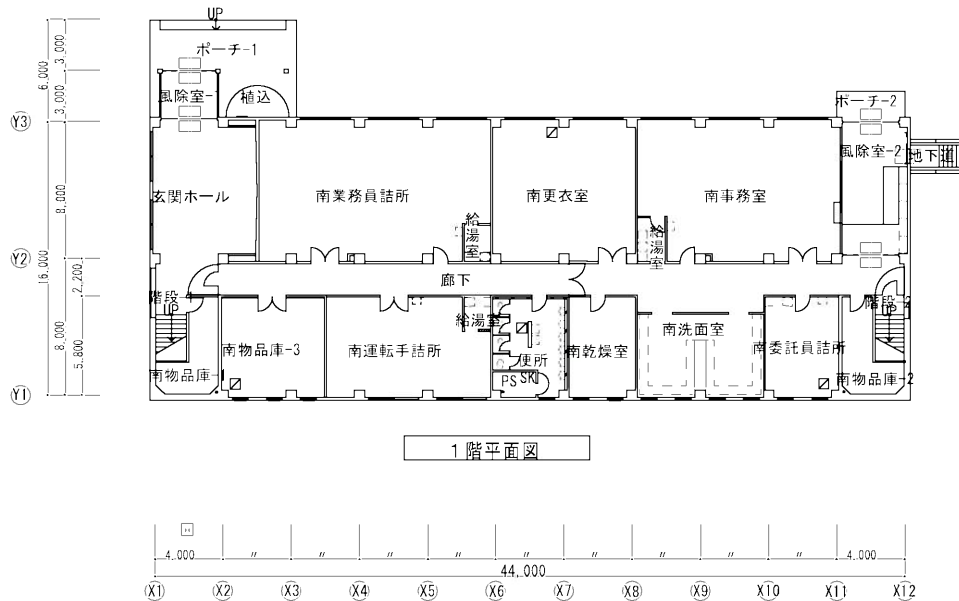 UP
ポーチ-1
3,000
6,000
3,000
風除室-1
植込
ポーチ-2
Y3
風除室-2
地下道
玄関ホール
南業務員詰所
南更衣室
南事務室
8,000
給湯室
給湯室
Y2
16,000
廊下
2,200
階段-1
UP
給湯室
階段-2
UP
8,000
5,800
南物品庫-3
南運転手詰所
便所
南乾燥室
南洗面室
南委託員詰所
南物品庫-
PS
SK
南物品庫-2
Y1
1階平面図
4,000
〃 〃 〃 〃 〃 〃 〃 〃 〃
4,000
44,000
X1 X2 X3 X4 X5 X6 X7 X8 X9 X10 X11 X12